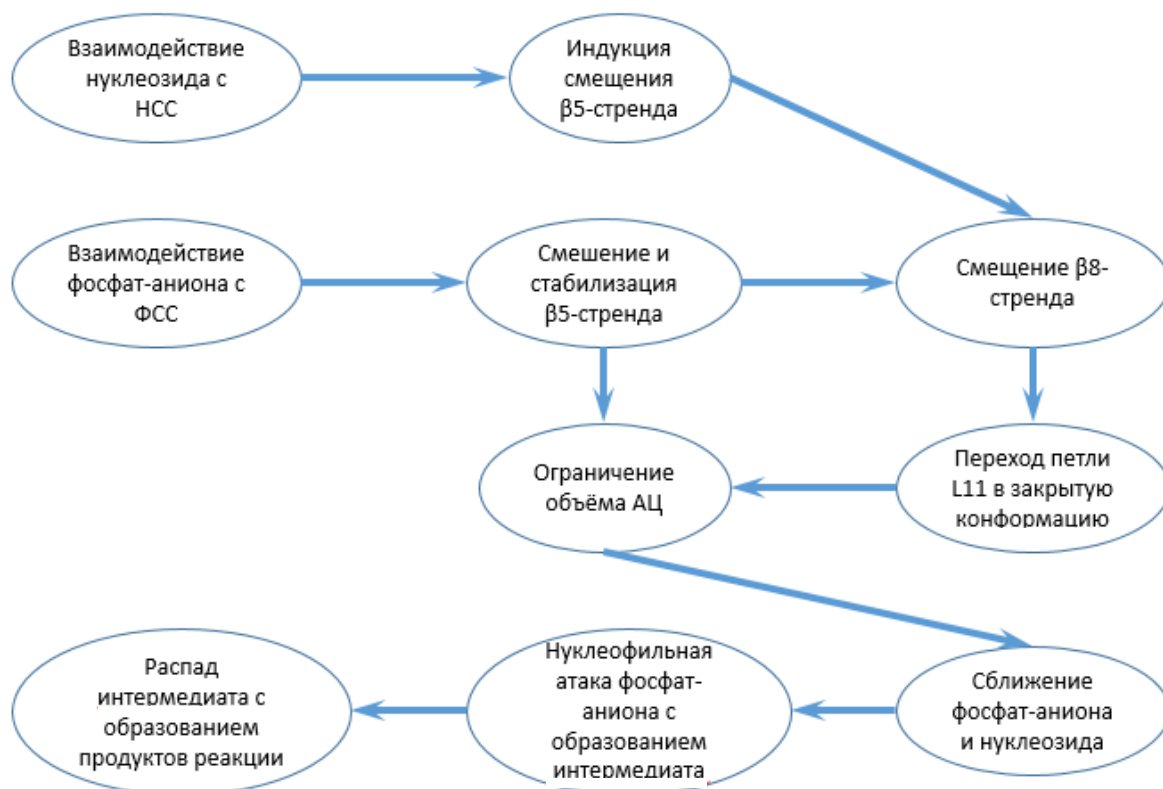 Взаимодействие
нуклеозида с
НСС
Индукция
смещения
β5-стренда
Взаимодействие
фосфат-аниона с
ФСС
Смешение и
стабилизация
β5-стренда
Смещение β8-
стренда
Ограничение
объёма АЦ
Переход петли
L11 в закрытую
конформацию
Распад
интермедиата с
образованием
продуктов реакции
Нуклеофильная
атака фосфат-
аниона с
образованием
интермедиата
Сближение
фосфат-аниона
и нуклеозида